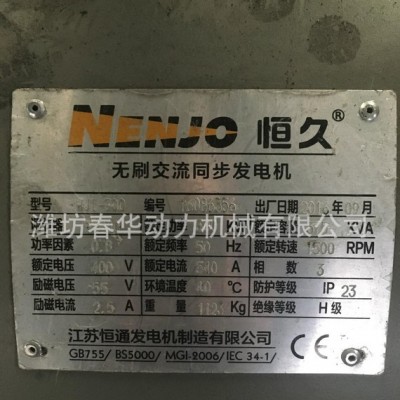 NENJO 恒久®
无刷交流同步发电机
型号 编号 出厂日期 年09月
潍坊春华动力机械有限公司
KVA
功率因素 额定频率 50 Hz 额定转速 1500 RPM
额定电压 400 V 额定电流 A 相数 3
励磁电压 V 环境温度 40 ℃ 防护等级 IP 23
励磁电流 A 重量 Kg 绝缘等级 H级
江苏恒通发电机制造有限公司
GB755/ BS5000/ MGI-2006/ IEC 34-1/